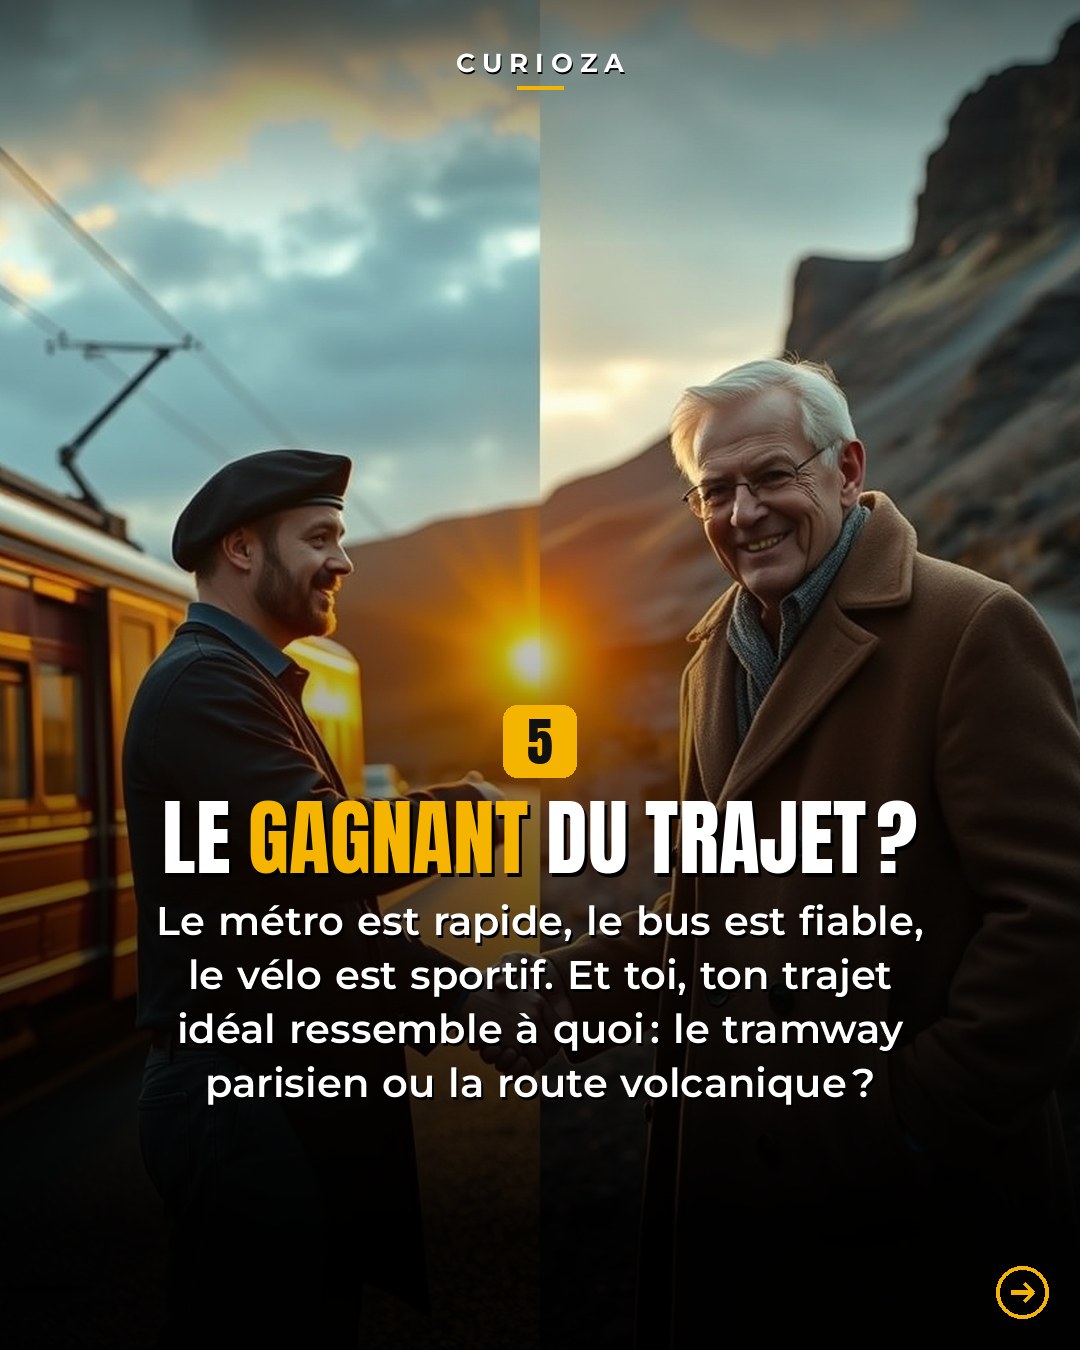 CURIOZA
5
LE GAGNANT DU TRAJET ?
Le métro est rapide, le bus est fiable,
le vélo est sportif. Et toi, ton trajet
idéal ressemble à quoi : le tramway
parisien ou la route volcanique ?